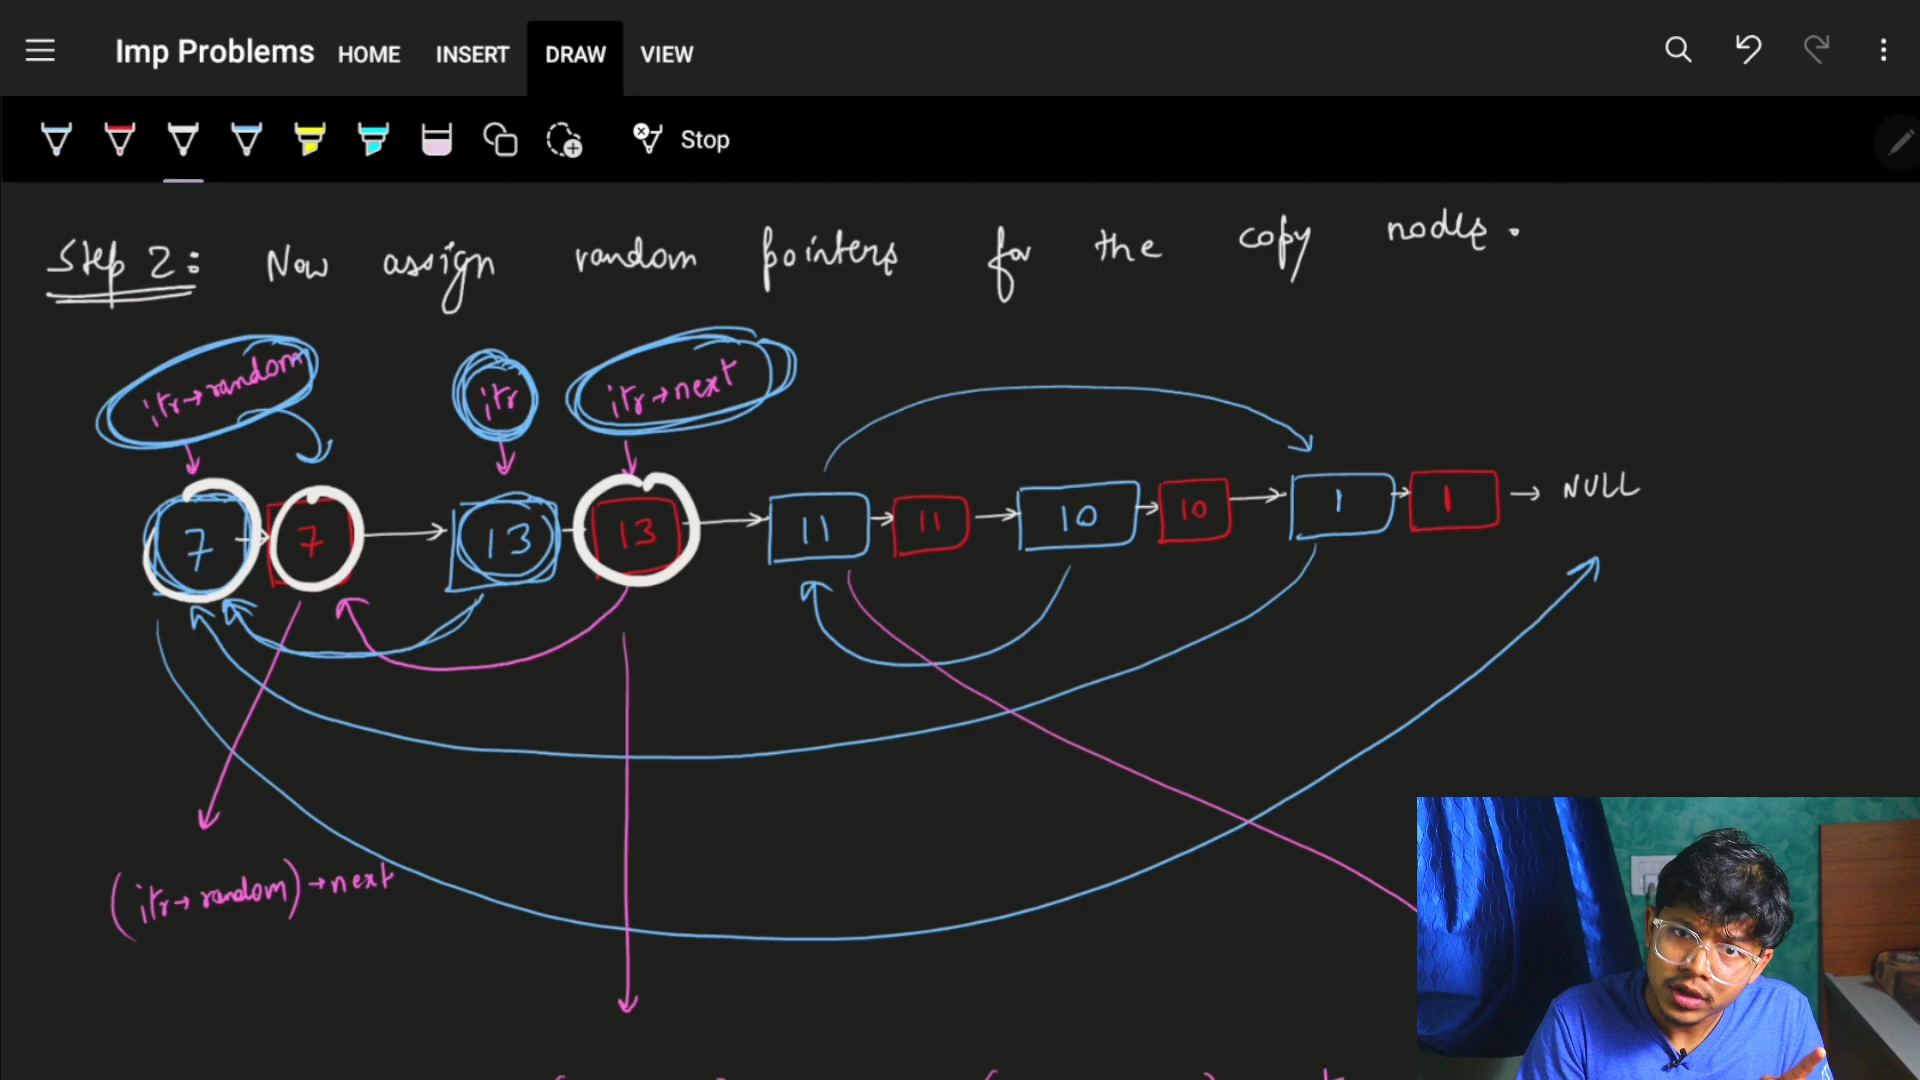 Imp Problems HOME INSERT DRAW VIEW
Stop
Step 2: Now assign random pointers for the copy nodes.
itr→random itr itr→next
7 7 13 13 11 11 10 10 1 1 → NULL
(itr→random)→next